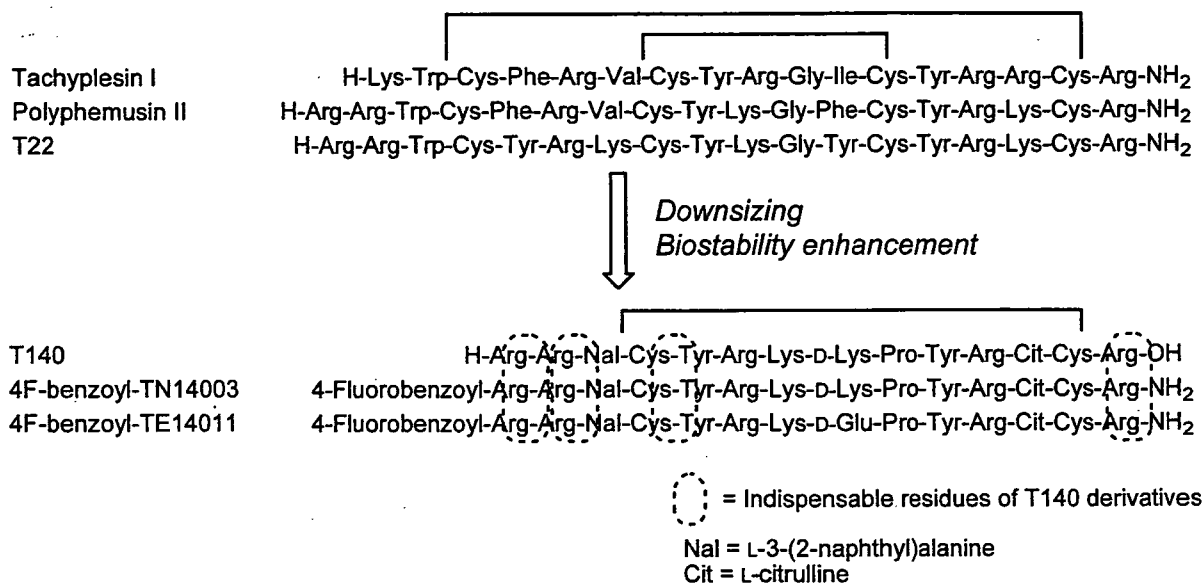 Tachyplesin I H-Lys-Trp-Cys-Phe-Arg-Val-Cys-Tyr-Arg-Gly-Ile-Cys-Tyr-Arg-Arg-Cys-Arg-NH2
Polyphemusin II H-Arg-Arg-Trp-Cys-Phe-Arg-Val-Cys-Tyr-Lys-Gly-Phe-Cys-Tyr-Arg-Lys-Cys-Arg-NH2
T22 H-Arg-Arg-Trp-Cys-Tyr-Arg-Lys-Cys-Tyr-Lys-Gly-Tyr-Cys-Tyr-Arg-Lys-Cys-Arg-NH2
Downsizing
Biostability enhancement
T140 H-Arg-Arg-Nal-Cys-Tyr-Arg-Lys-D-Lys-Pro-Tyr-Arg-Cit-Cys-Arg-OH
4F-benzoyl-TN14003 4-Fluorobenzoyl-Arg-Arg-Nal-Cys-Tyr-Arg-Lys-D-Lys-Pro-Tyr-Arg-Cit-Cys-Arg-NH2
4F-benzoyl-TE14011 4-Fluorobenzoyl-Arg-Arg-Nal-Cys-Tyr-Arg-Lys-D-Glu-Pro-Tyr-Arg-Cit-Cys-Arg-NH2
= Indispensable residues of T140 derivatives
Nal = L-3-(2-naphthyl)alanine
Cit = L-citrulline